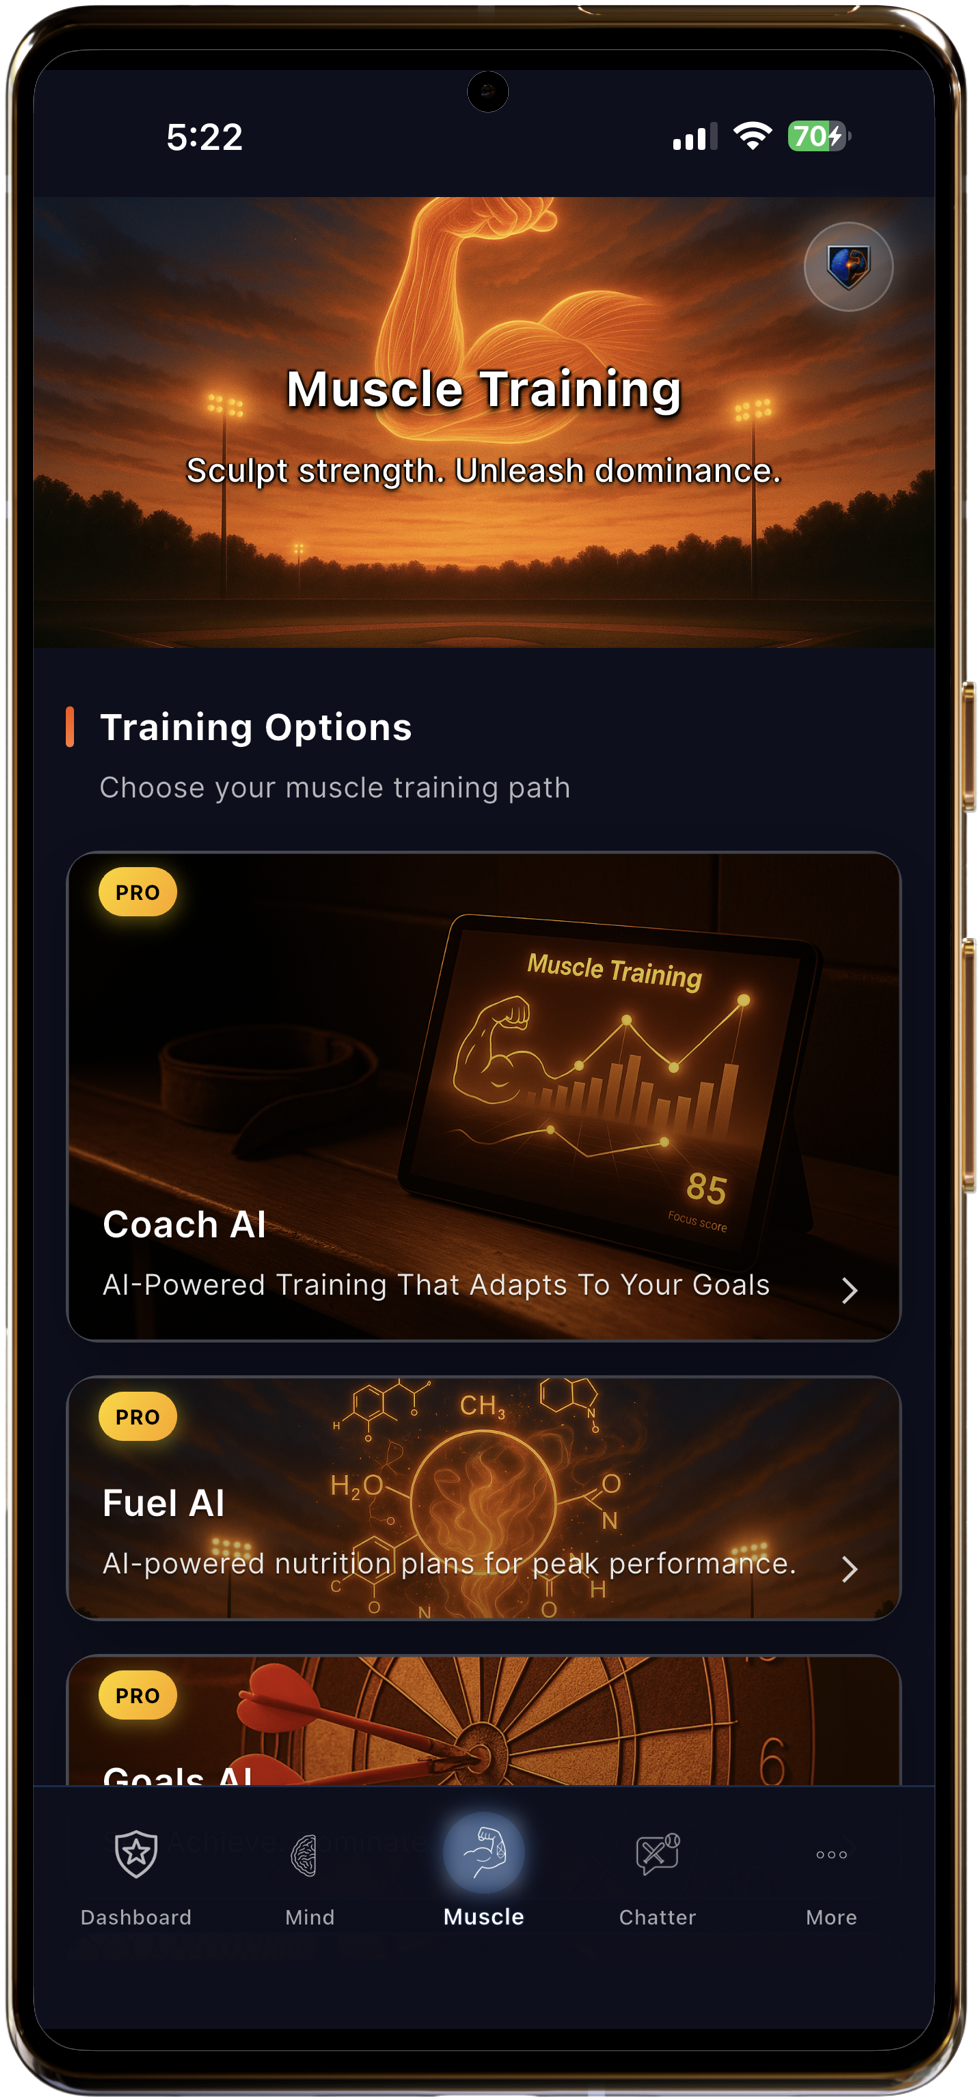 5:22
70
Muscle Training
Sculpt strength. Unleash dominance.
Training Options
Choose your muscle training path
PRO
Muscle Training
85
Focus score
Coach AI
AI-Powered Training That Adapts To Your Goals
PRO
CH3
H
O
O
N
O
H2O
O
N
O
Fuel AI
AI-powered nutrition plans for peak performance.
C
O
N
O
H
PRO
6
Goals AI
Achieve. Dominate.
Dashboard
Mind
Muscle
Chatter
More